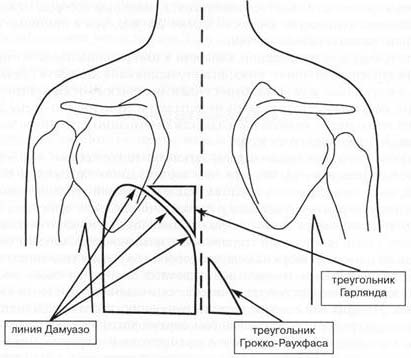 треугольник
Гарлянда
линия Дамуазо
треугольник
Грокко-Раухфаса